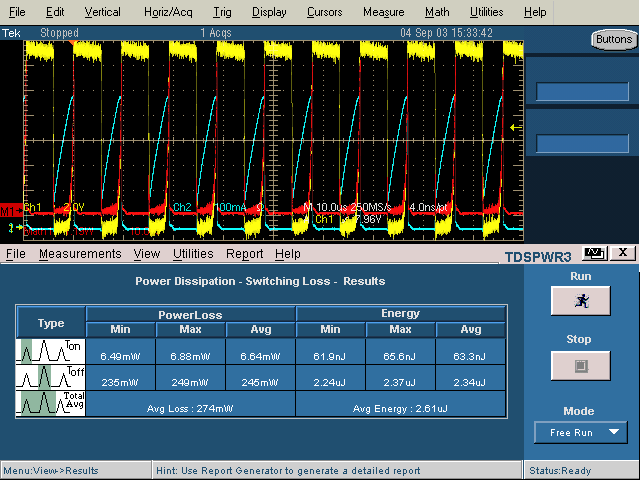 File Edit Vertical Horiz/Acq Trig Display Cursors Measure Math Utilities Help
Tek Stopped 1 Acqs 04 Sep 03 15:33:42
Buttons
Ch1 2.0V Ch2 100mA Ω M 10.0us 250MS/s 4.0ns/pt
File Measurements View Utilities Report Help
TDSPWR3 X
Power Dissipation - Switching Loss - Results
Run
Type PowerLoss Energy
Min Max Avg Min Max Avg
Ton 6.49mW 6.88mW 6.64mW 61.9nJ 65.6nJ 63.3nJ
Toff 235mW 249mW 245mW 2.24uJ 2.37uJ 2.34uJ
Total Avg Avg Loss : 274mW Avg Energy : 2.61uJ
Stop
Mode
Free Run
Menu:View->Results Hint: Use Report Generator to generate a detailed report Status:Ready